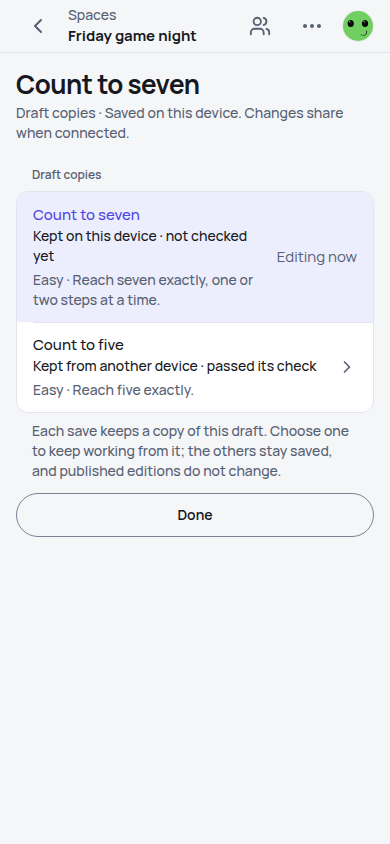 Spaces
Friday game night
Count to seven
Draft copies · Saved on this device. Changes share
when connected.
Draft copies
Count to seven
Kept on this device · not checked
yet
Easy · Reach seven exactly, one or
two steps at a time.
Editing now
Count to five
Kept from another device · passed its check
Easy · Reach five exactly.
Each save keeps a copy of this draft. Choose one
to keep working from it; the others stay saved,
and published editions do not change.
Done